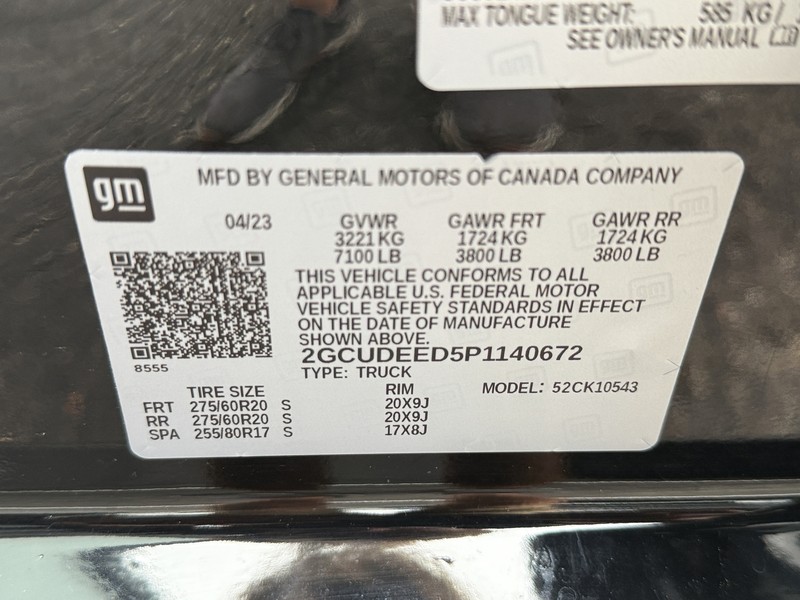 MAX TONGUE WEIGHT: 585 KG/
SEE OWNER'S MANUAL
gm
MFD BY GENERAL MOTORS OF CANADA COMPANY
04/23 GVWR GAWR FRT GAWR RR
3221 KG 1724 KG 1724 KG
7100 LB 3800 LB 3800 LB
THIS VEHICLE CONFORMS TO ALL
APPLICABLE U.S. FEDERAL MOTOR
VEHICLE SAFETY STANDARDS IN EFFECT
ON THE DATE OF MANUFACTURE
SHOWN ABOVE.
2GCUDEED5P1140672
8555
TYPE: TRUCK
TIRE SIZE RIM MODEL: 52CK10543
FRT 275/60R20 S 20X9J
RR 275/60R20 S 20X9J
SPA 255/80R17 S 17X8J